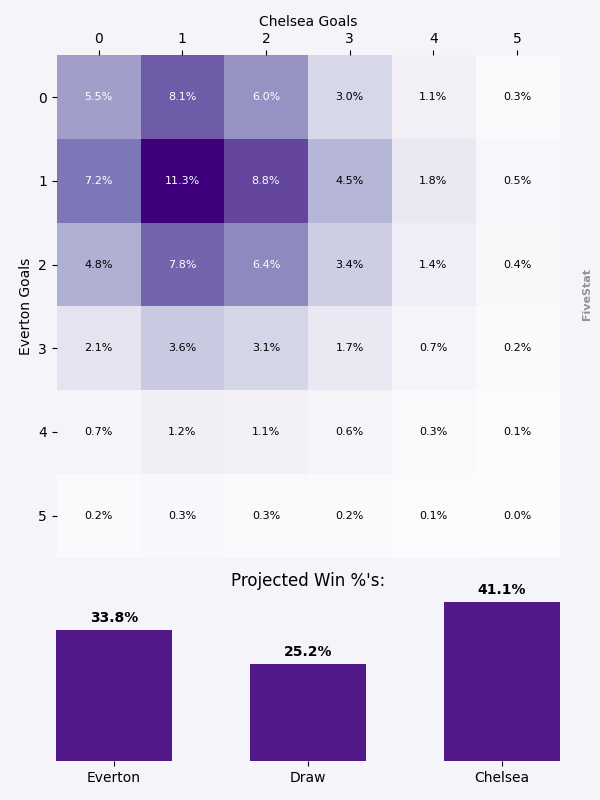 Chelsea Goals
0 1 2 3 4 5
0 5.5% 8.1% 6.0% 3.0% 1.1% 0.3%
1 7.2% 11.3% 8.8% 4.5% 1.8% 0.5%
2 4.8% 7.8% 6.4% 3.4% 1.4% 0.4%
3 2.1% 3.6% 3.1% 1.7% 0.7% 0.2%
4 0.7% 1.2% 1.1% 0.6% 0.3% 0.1%
5 0.2% 0.3% 0.3% 0.2% 0.1% 0.0%
Everton Goals
FiveStat
Projected Win %'s:
33.8% 25.2% 41.1%
Everton Draw Chelsea